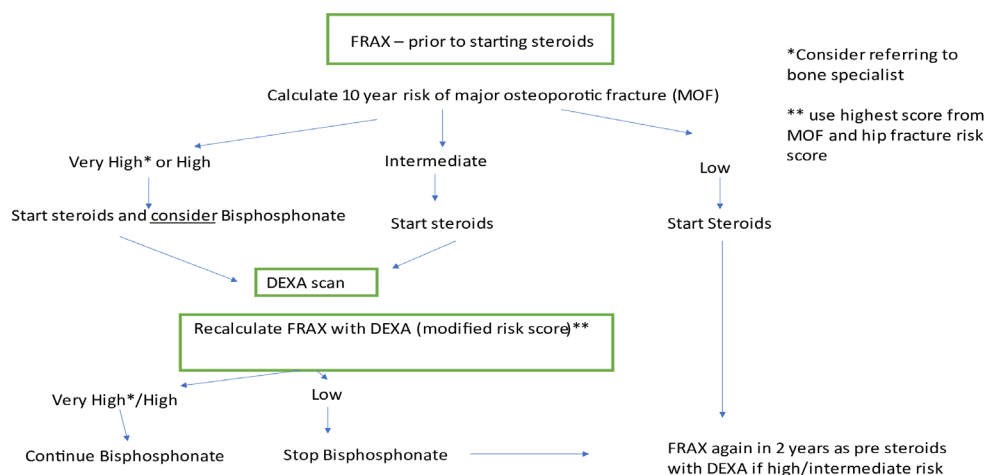 FRAX – prior to starting steroids
*Consider referring to
bone specialist
Calculate 10 year risk of major osteoporotic fracture (MOF)
** use highest score from
MOF and hip fracture risk
score
Very High* or High
Intermediate
Low
Start steroids and consider Bisphosphonate
Start steroids
Start Steroids
DEXA scan
Recalculate FRAX with DEXA (modified risk score)**
Very High*/High
Low
Continue Bisphosphonate
Stop Bisphosphonate
FRAX again in 2 years as pre steroids
with DEXA if high/intermediate risk